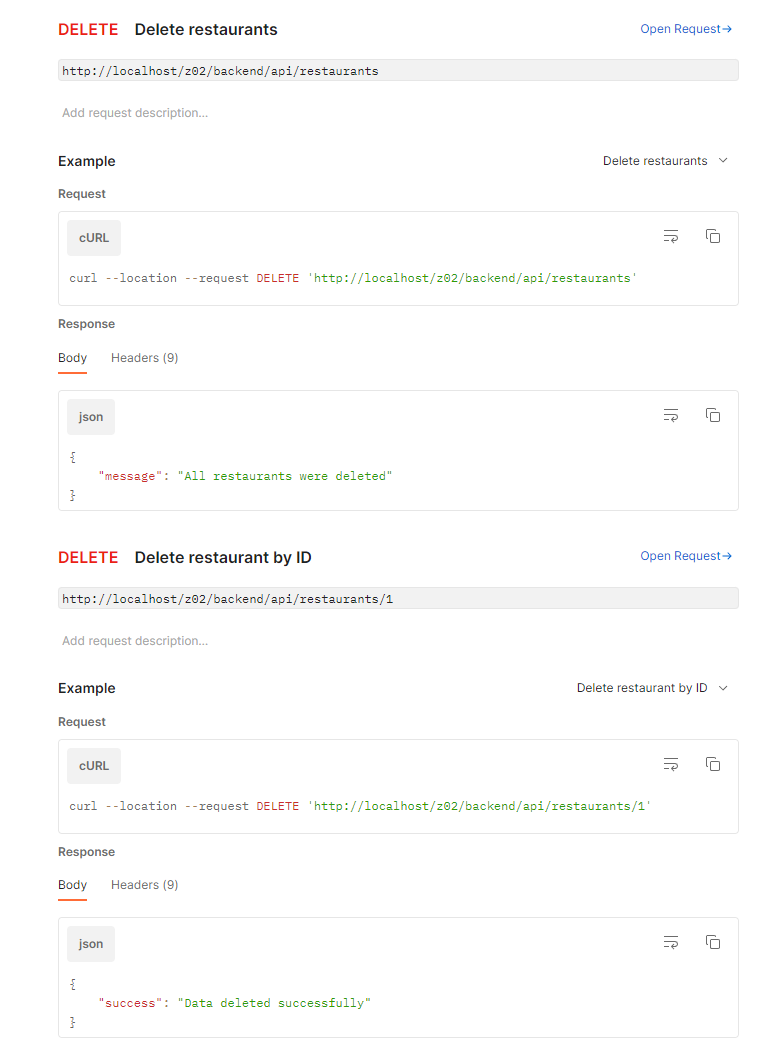 DELETE Delete restaurants Open Request→
http://localhost/z02/backend/api/restaurants
Add request description…
Example Delete restaurants
Request
cURL
curl --location --request DELETE 'http://localhost/z02/backend/api/restaurants'
Response
Body Headers (9)
json
{
"message": "All restaurants were deleted"
}
DELETE Delete restaurant by ID Open Request→
http://localhost/z02/backend/api/restaurants/1
Add request description…
Example Delete restaurant by ID
Request
cURL
curl --location --request DELETE 'http://localhost/z02/backend/api/restaurants/1'
Response
Body Headers (9)
json
{
"success": "Data deleted successfully"
}